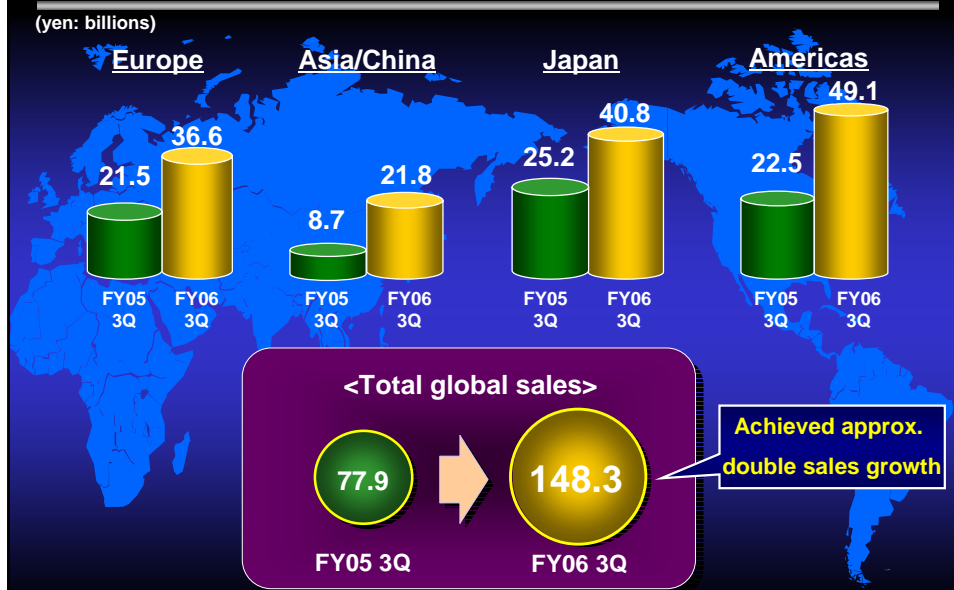 (yen: billions)
Europe
Asia/China
Japan
Americas
21.5
36.6
8.7
21.8
25.2
40.8
22.5
49.1
FY05
3Q
FY06
3Q
FY05
3Q
FY06
3Q
FY05
3Q
FY06
3Q
FY05
3Q
FY06
3Q
<Total global sales>
77.9
148.3
FY05 3Q
FY06 3Q
Achieved approx.
double sales growth